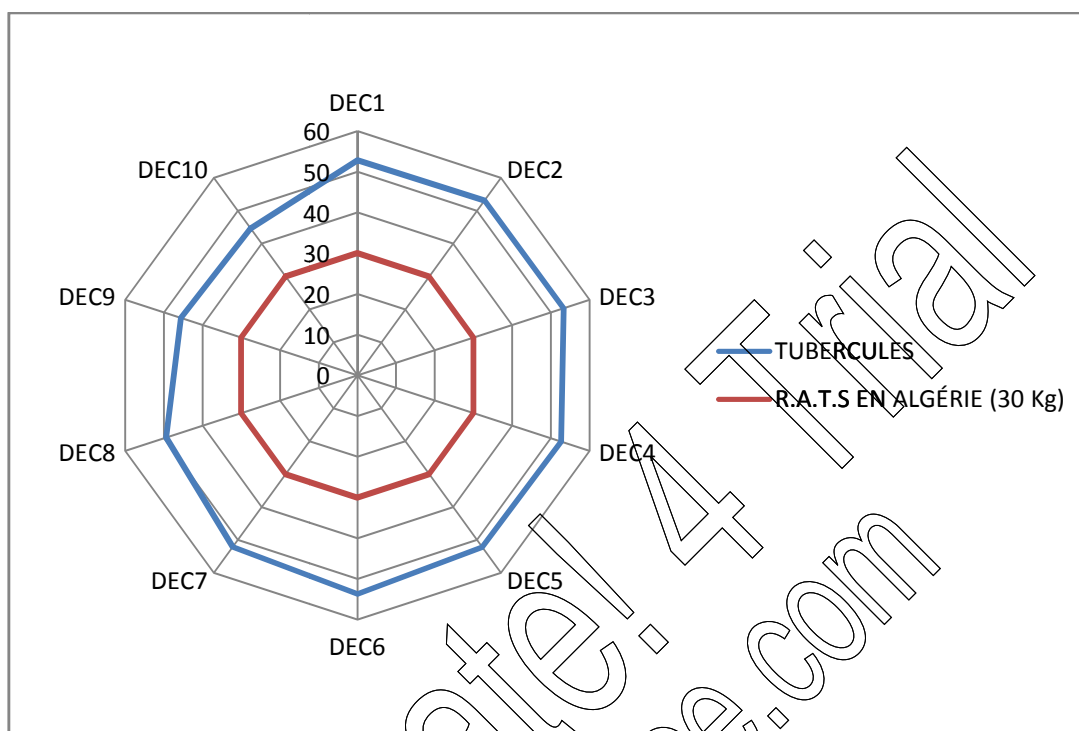 DEC1
60
DEC10
DEC2
50
40
30
DEC9
DEC3
20
10
TUBERCULES
0
R.A.T.S EN ALGÉRIE (30 Kg)
DEC8
DEC4
DEC7
DEC5
DEC6
! 4 Trial
.com